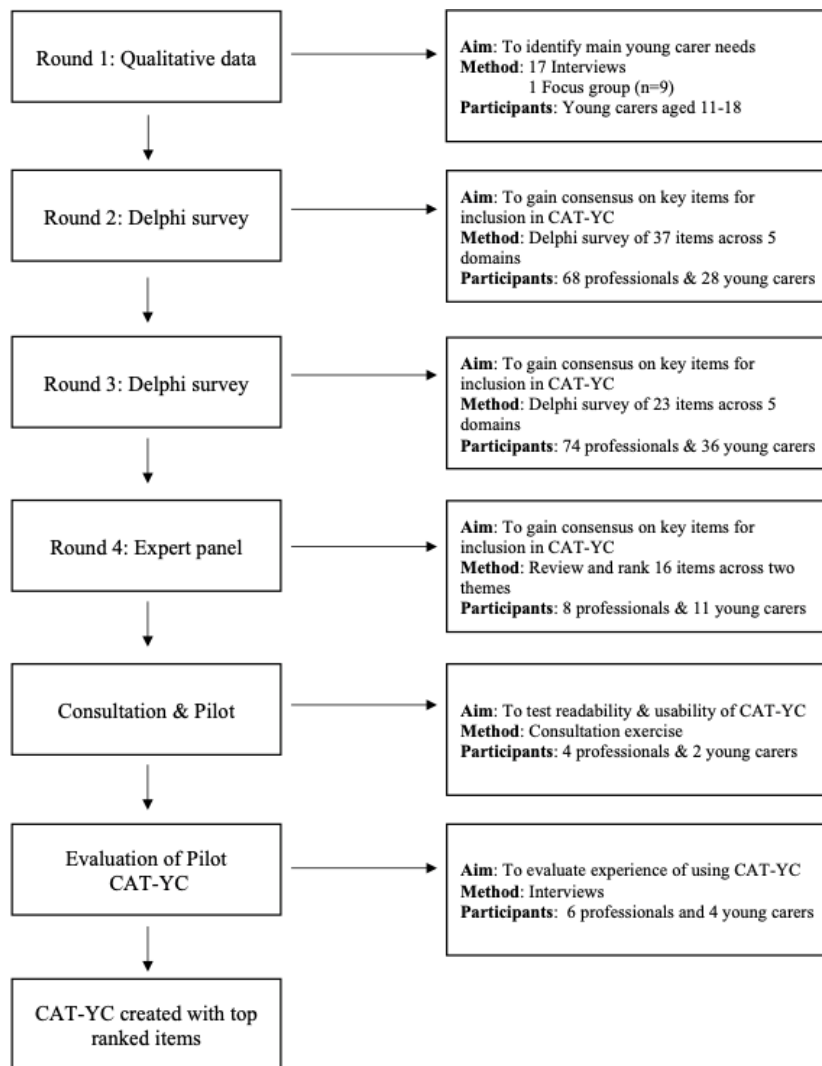 Round 1: Qualitative data
Aim: To identify main young carer needs
Method: 17 Interviews
1 Focus group (n=9)
Participants: Young carers aged 11-18
Round 2: Delphi survey
Aim: To gain consensus on key items for
inclusion in CAT-YC
Method: Delphi survey of 37 items across 5
domains
Participants: 68 professionals & 28 young carers
Round 3: Delphi survey
Aim: To gain consensus on key items for
inclusion in CAT-YC
Method: Delphi survey of 23 items across 5
domains
Participants: 74 professionals & 36 young carers
Round 4: Expert panel
Aim: To gain consensus on key items for
inclusion in CAT-YC
Method: Review and rank 16 items across two
themes
Participants: 8 professionals & 11 young carers
Consultation & Pilot
Aim: To test readability & usability of CAT-YC
Method: Consultation exercise
Participants: 4 professionals & 2 young carers
Evaluation of Pilot
CAT-YC
Aim: To evaluate experience of using CAT-YC
Method: Interviews
Participants: 6 professionals and 4 young carers
CAT-YC created with top
ranked items